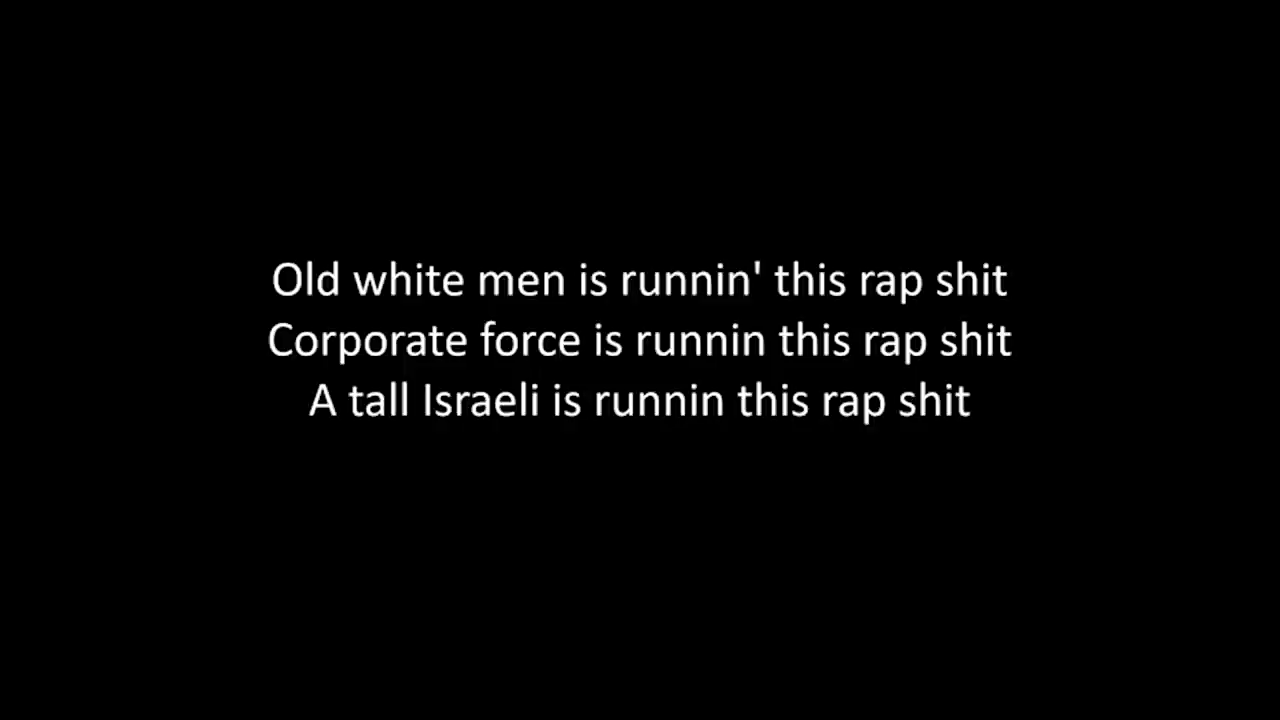 Old white men is runnin' this rap shit
Corporate force is runnin this rap shit
A tall Israeli is runnin this rap shit